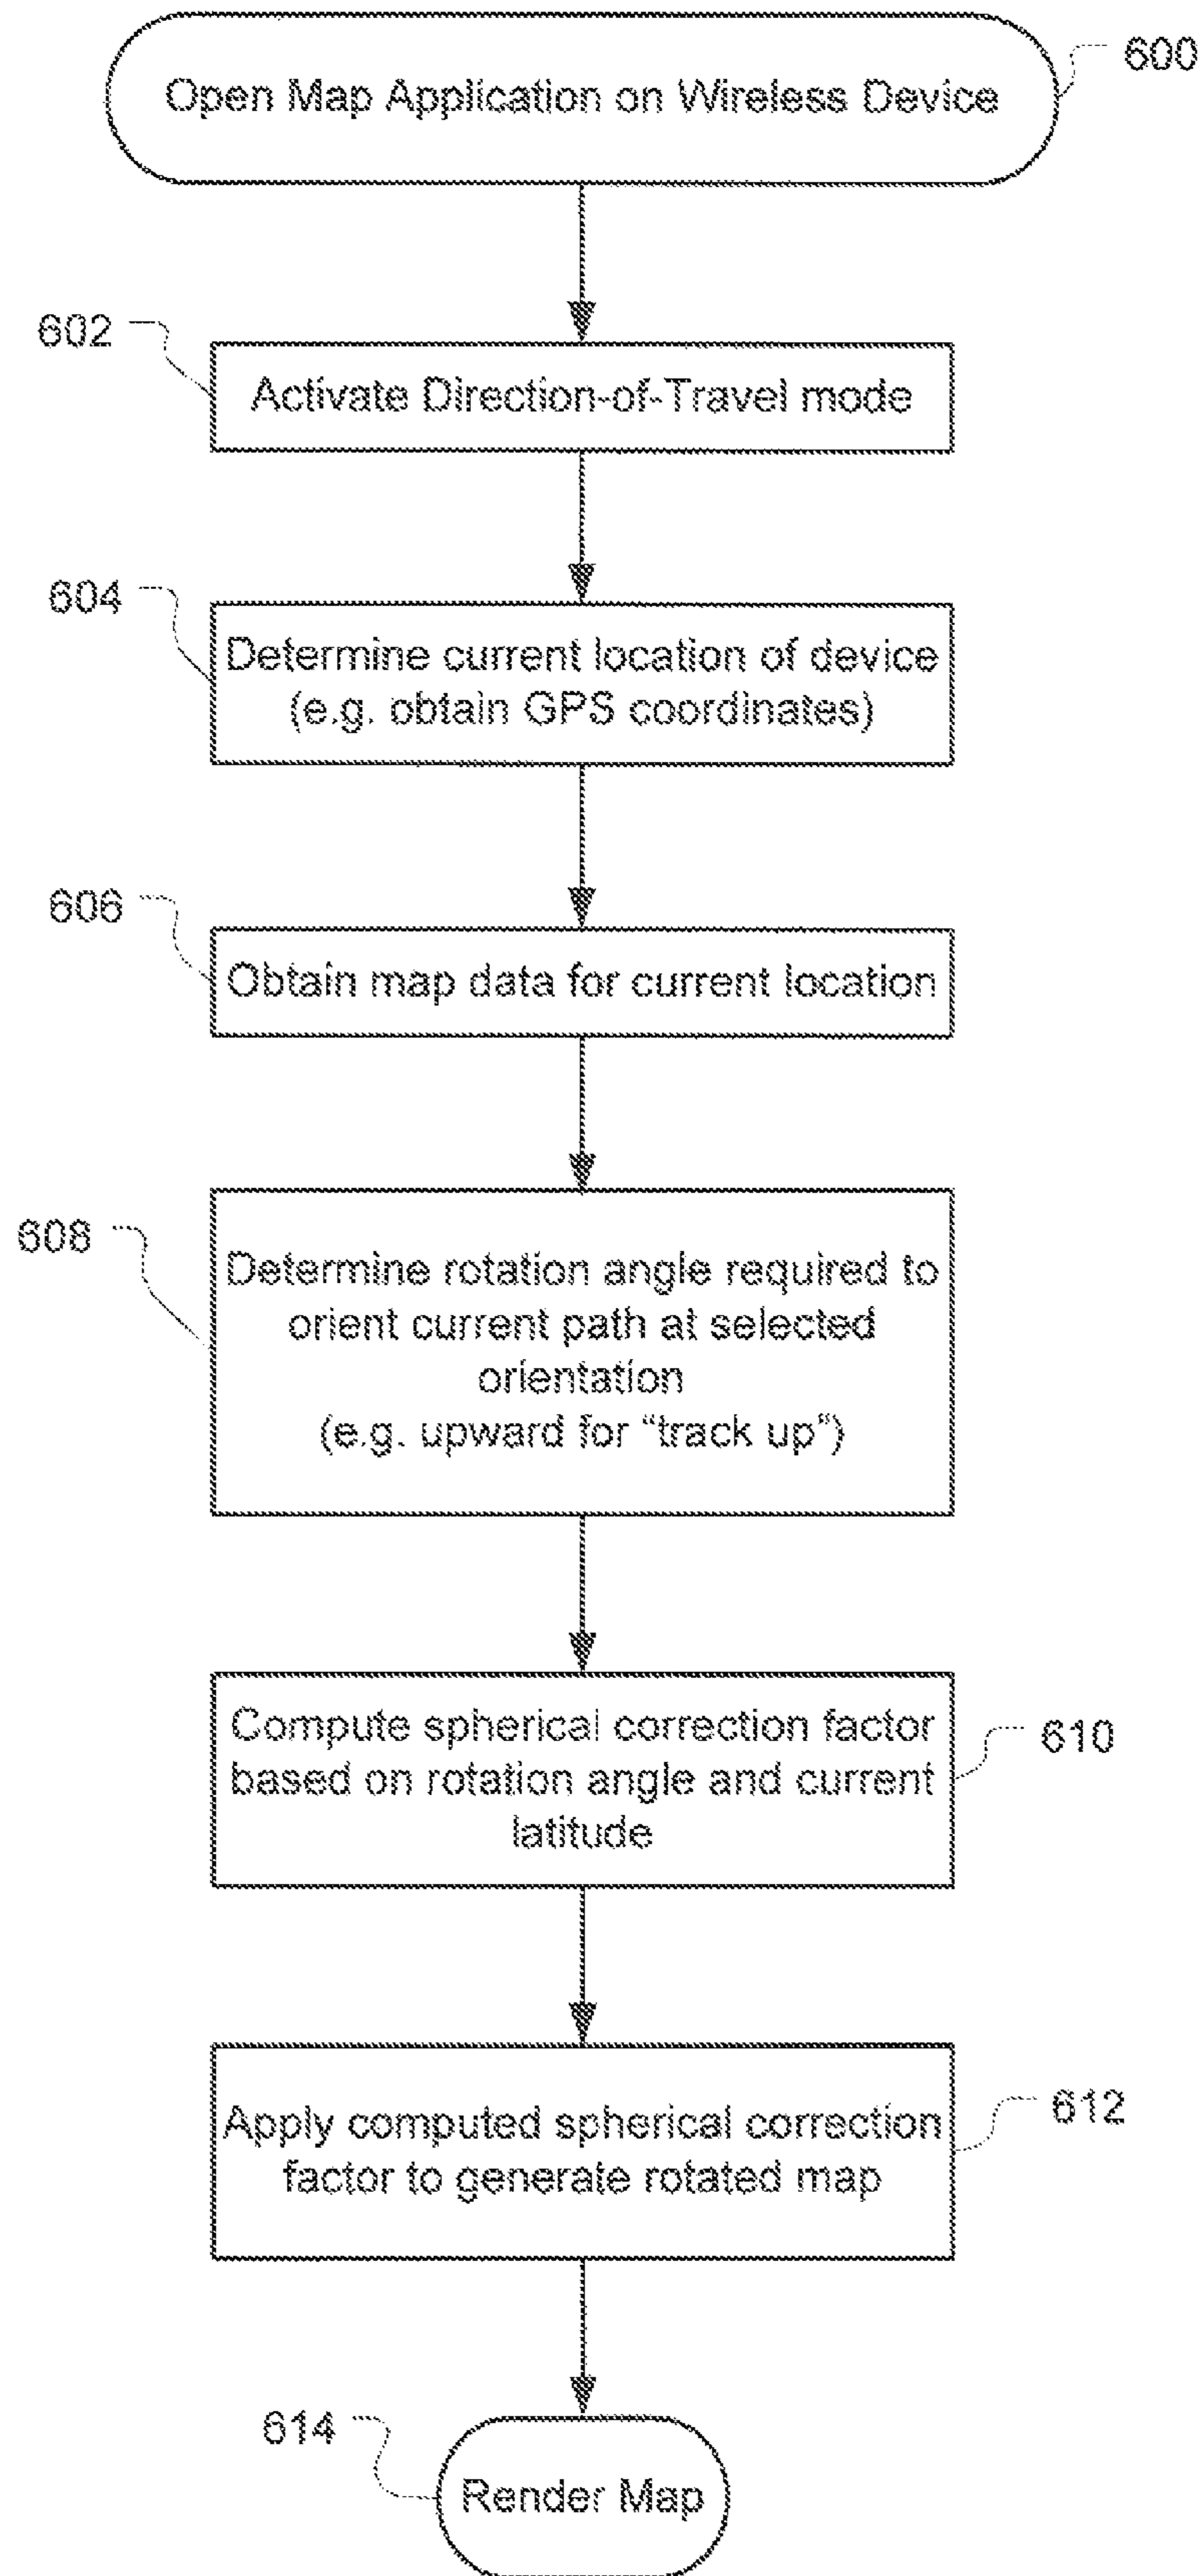 Open Map Application on Wireless Device
600
602
Activate Direction-of-Travel mode
604
Determine current location of device
(e.g. obtain GPS coordinates)
606
Obtain map data for current location
608
Determine rotation angle required to
orient current path at selected
orientation
(e.g. upward for “track up”)
Compute spherical correction factor
based on rotation angle and current
latitude
610
Apply computed spherical correction
factor to generate rotated map
612
614
Render Map